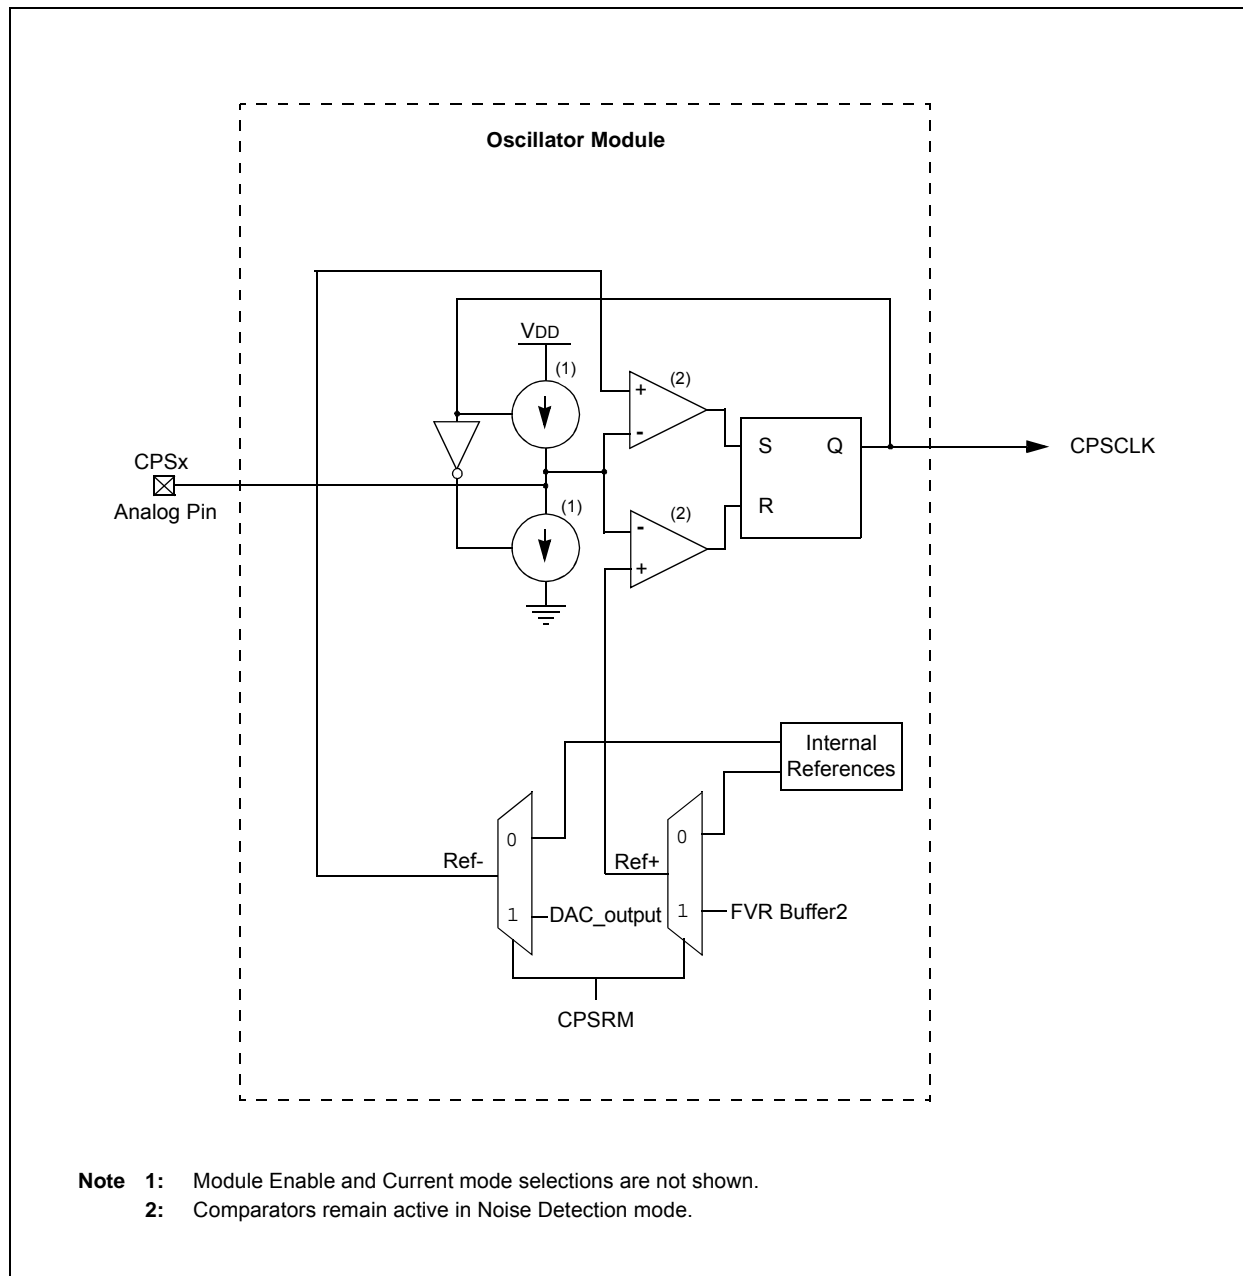 Oscillator Module
VDD
(1)
(2)
+
-
S Q
CPSCLK
CPSx
Analog Pin
R
(1)
(2)
-
+
Internal
References
0
0
Ref-
Ref+
1
DAC_output
1
FVR Buffer2
CPSRM
Note 1: Module Enable and Current mode selections are not shown.
2: Comparators remain active in Noise Detection mode.